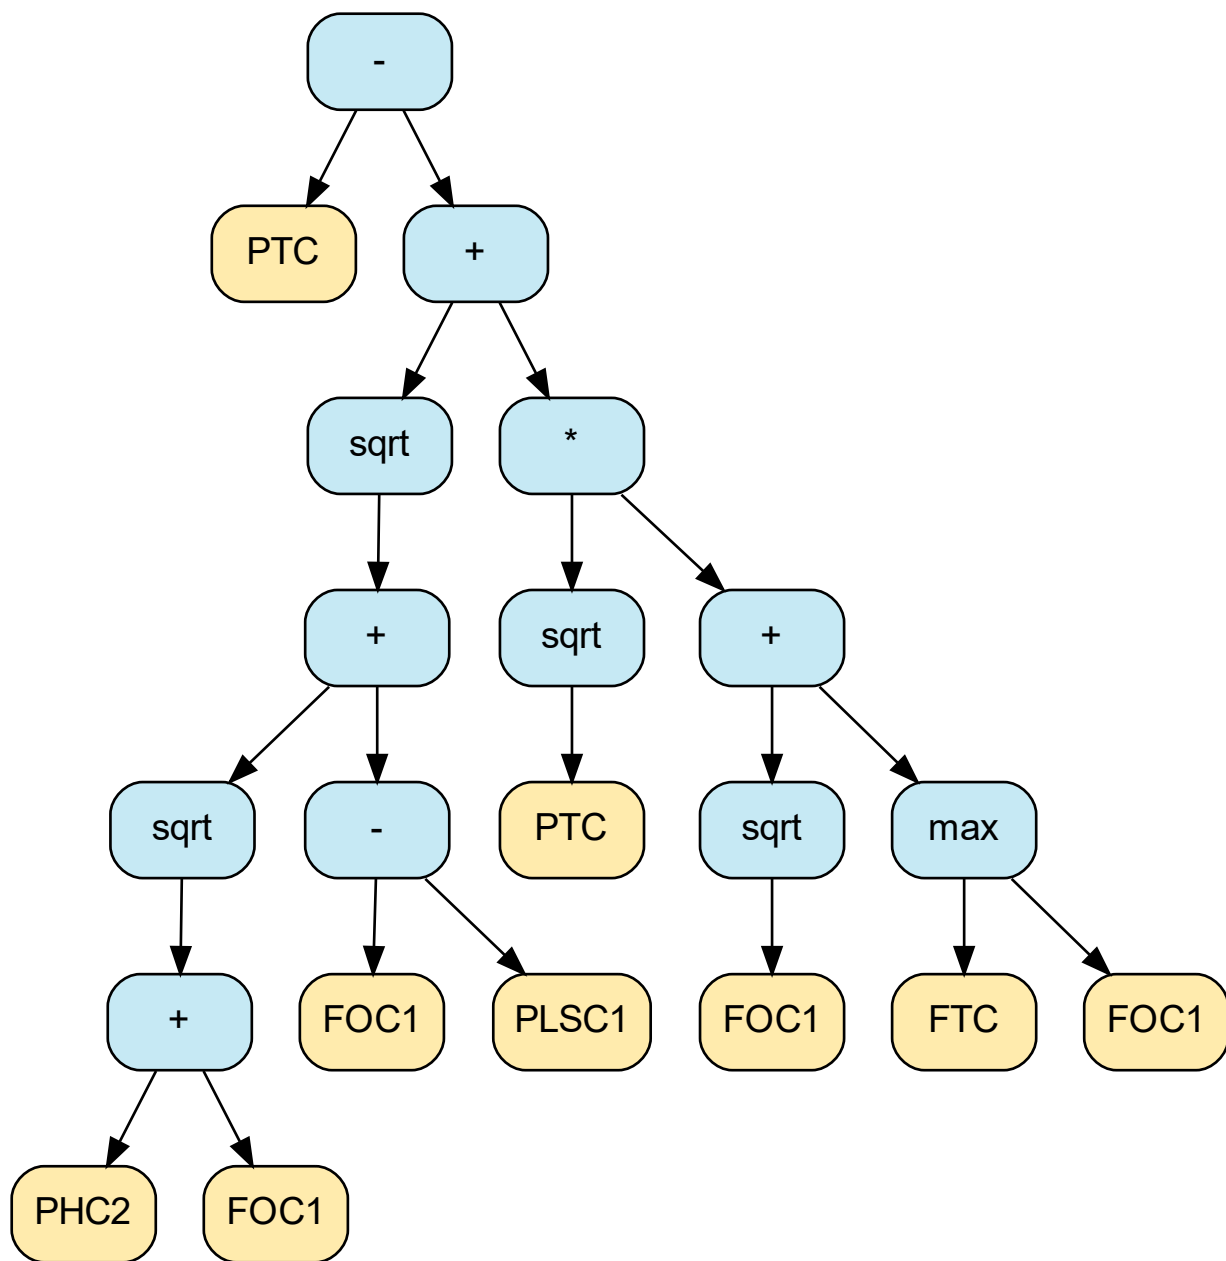 -
PTC
+
sqrt
*
+
sqrt
+
sqrt
-
PTC
sqrt
max
+
FOC1
PLSC1
FOC1
FTC
FOC1
PHC2
FOC1